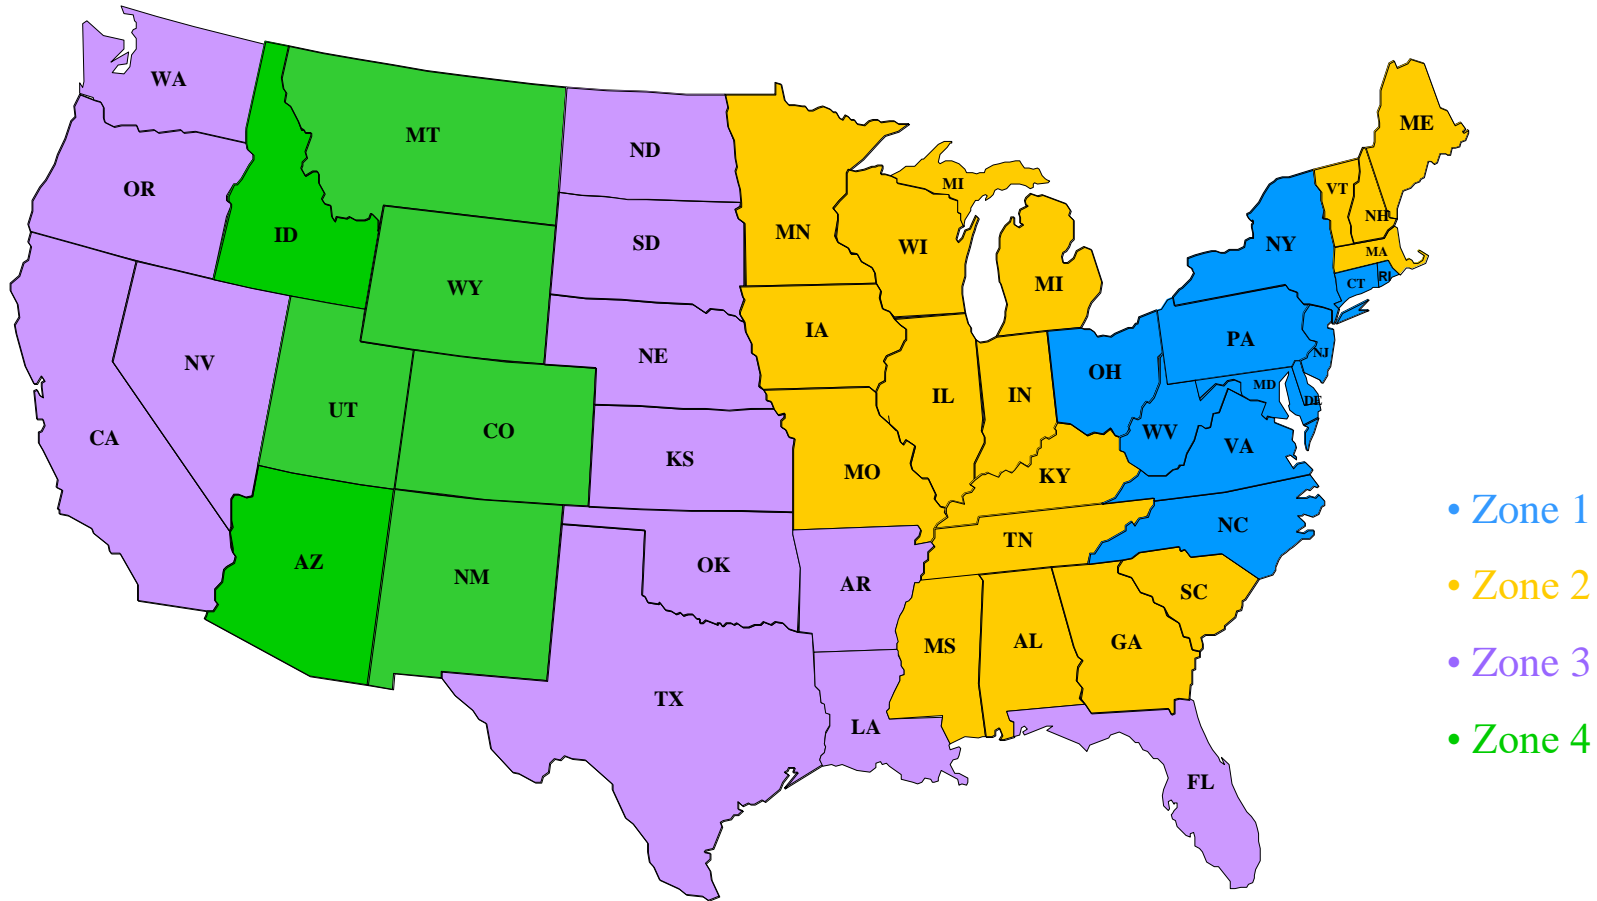 WA
OR
CA
NV
ID
MT
WY
UT
CO
AZ
NM
ND
SD
NE
KS
OK
TX
MN
IA
MO
AR
LA
WI
MI
MI
IL
IN
OH
KY
TN
MS
AL
GA
SC
NC
FL
WV
VA
PA
NY
NJ
MD
DE
CT
RI
MA
VT
NH
ME
• Zone 1
• Zone 2
• Zone 3
• Zone 4